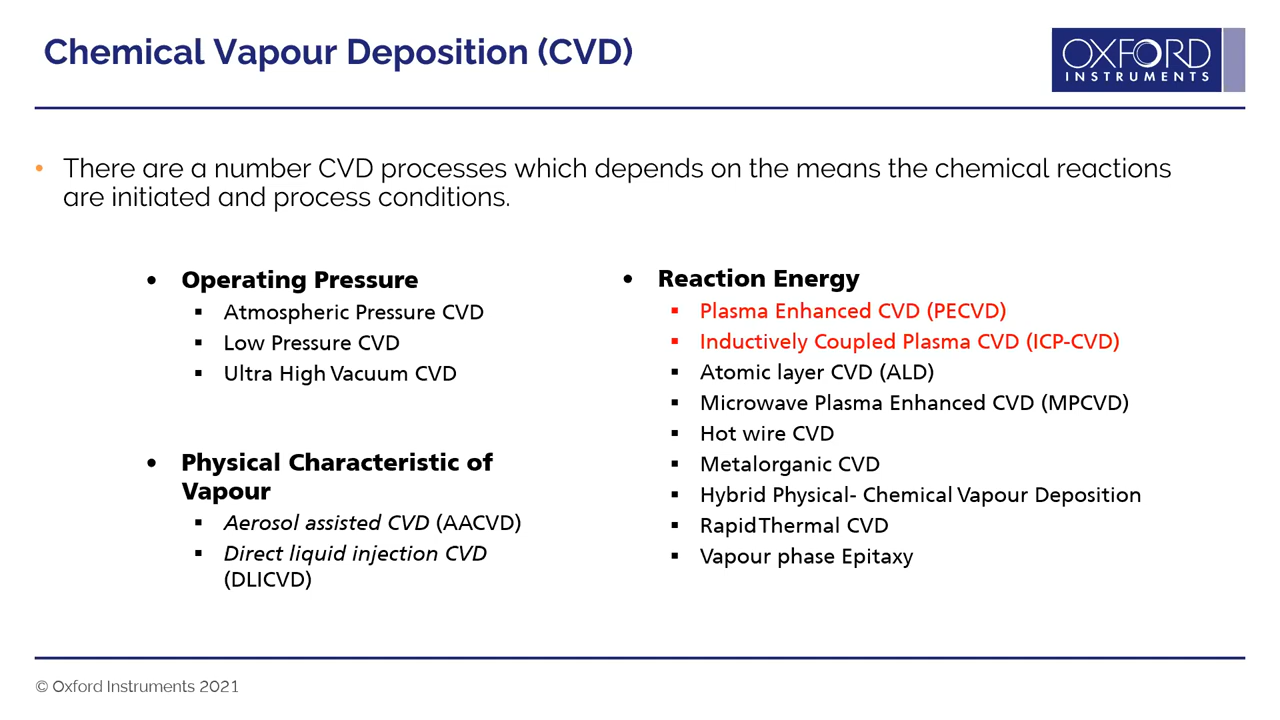 Chemical Vapour Deposition (CVD)
OXFORD
INSTRUMENTS
• There are a number CVD processes which depends on the means the chemical reactions
are initiated and process conditions.
• Operating Pressure
▪ Atmospheric Pressure CVD
▪ Low Pressure CVD
▪ Ultra High Vacuum CVD
• Physical Characteristic of
Vapour
▪ Aerosol assisted CVD (AACVD)
▪ Direct liquid injection CVD
(DLICVD)
• Reaction Energy
▪ Plasma Enhanced CVD (PECVD)
▪ Inductively Coupled Plasma CVD (ICP-CVD)
▪ Atomic layer CVD (ALD)
▪ Microwave Plasma Enhanced CVD (MPCVD)
▪ Hot wire CVD
▪ Metalorganic CVD
▪ Hybrid Physical- Chemical Vapour Deposition
▪ Rapid Thermal CVD
▪ Vapour phase Epitaxy
© Oxford Instruments 2021